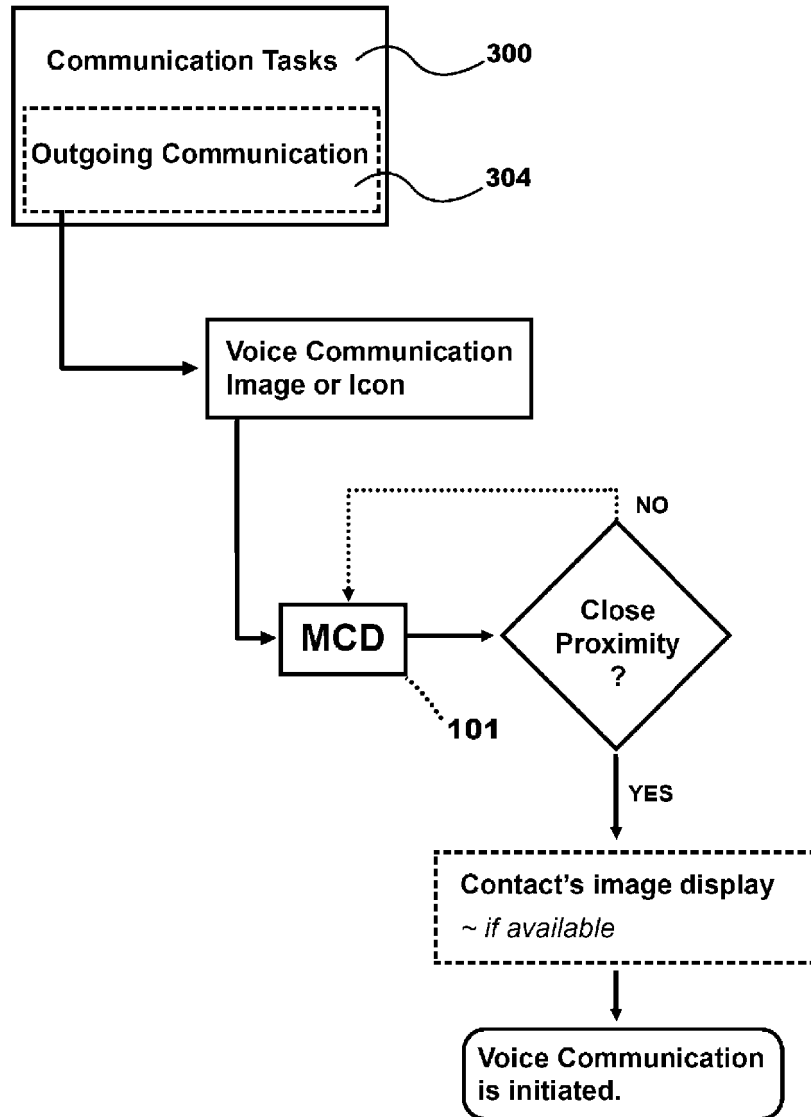 Communication Tasks
300
Outgoing Communication
304
Voice Communication
Image or Icon
NO
MCD
Close
Proximity
?
101
YES
Contact's image display
~ if available
Voice Communication
is initiated.